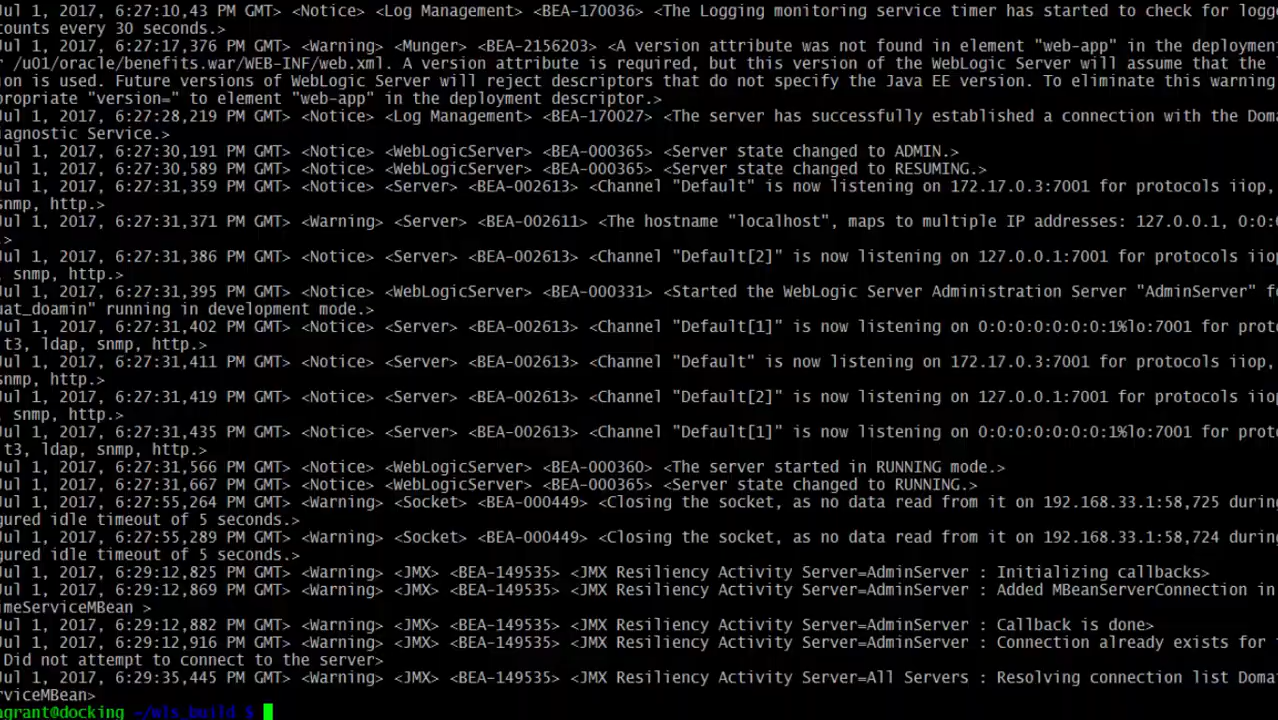 Jul 1, 2017, 6:27:10,43 PM GMT> <Notice> <Log Management> <BEA-170036> <The Logging monitoring service timer has started to check for logge
counts every 30 seconds.>
Jul 1, 2017, 6:27:17,376 PM GMT> <Warning> <Munger> <BEA-2156203> <A version attribute was not found in element "web-app" in the deployment
r /u01/oracle/benefits.war/WEB-INF/web.xml. A version attribute is required, but this version of the WebLogic Server will assume that the
ion is used. Future versions of WebLogic Server will reject descriptors that do not specify the Java EE version. To eliminate this warning
propriate "version=" to element "web-app" in the deployment descriptor.>
Jul 1, 2017, 6:27:28,219 PM GMT> <Notice> <Log Management> <BEA-170027> <The server has successfully established a connection with the Doma
iagnostic Service.>
Jul 1, 2017, 6:27:30,191 PM GMT> <Notice> <WebLogicServer> <BEA-000365> <Server state changed to ADMIN.>
Jul 1, 2017, 6:27:30,589 PM GMT> <Notice> <WebLogicServer> <BEA-000365> <Server state changed to RESUMING.>
Jul 1, 2017, 6:27:31,359 PM GMT> <Notice> <Server> <BEA-002613> <Channel "Default" is now listening on 172.17.0.3:7001 for protocols iiop,
snmp, http.>
Jul 1, 2017, 6:27:31,371 PM GMT> <Warning> <Server> <BEA-002611> <The hostname "localhost", maps to multiple IP addresses: 127.0.0.1, 0:0:0
.>
Jul 1, 2017, 6:27:31,386 PM GMT> <Notice> <Server> <BEA-002613> <Channel "Default[2]" is now listening on 127.0.0.1:7001 for protocols iiop
, snmp, http.>
Jul 1, 2017, 6:27:31,395 PM GMT> <Notice> <WebLogicServer> <BEA-000331> <Started the WebLogic Server Administration Server "AdminServer" fo
uat_doamin" running in development mode.>
Jul 1, 2017, 6:27:31,402 PM GMT> <Notice> <Server> <BEA-002613> <Channel "Default[1]" is now listening on 0:0:0:0:0:0:0:1%lo:7001 for proto
t3, ldap, snmp, http.>
Jul 1, 2017, 6:27:31,411 PM GMT> <Notice> <Server> <BEA-002613> <Channel "Default" is now listening on 172.17.0.3:7001 for protocols iiop,
snmp, http.>
Jul 1, 2017, 6:27:31,419 PM GMT> <Notice> <Server> <BEA-002613> <Channel "Default[2]" is now listening on 127.0.0.1:7001 for protocols iiop
, snmp, http.>
Jul 1, 2017, 6:27:31,435 PM GMT> <Notice> <Server> <BEA-002613> <Channel "Default[1]" is now listening on 0:0:0:0:0:0:0:1%lo:7001 for proto
t3, ldap, snmp, http.>
Jul 1, 2017, 6:27:31,566 PM GMT> <Notice> <WebLogicServer> <BEA-000360> <The server started in RUNNING mode.>
Jul 1, 2017, 6:27:31,667 PM GMT> <Notice> <WebLogicServer> <BEA-000365> <Server state changed to RUNNING.>
Jul 1, 2017, 6:27:55,264 PM GMT> <Warning> <Socket> <BEA-000449> <Closing the socket, as no data read from it on 192.168.33.1:58,725 during
gured idle timeout of 5 seconds.>
Jul 1, 2017, 6:27:55,289 PM GMT> <Warning> <Socket> <BEA-000449> <Closing the socket, as no data read from it on 192.168.33.1:58,724 during
gured idle timeout of 5 seconds.>
Jul 1, 2017, 6:29:12,825 PM GMT> <Warning> <JMX> <BEA-149535> <JMX Resiliency Activity Server=AdminServer : Initializing callbacks>
Jul 1, 2017, 6:29:12,869 PM GMT> <Warning> <JMX> <BEA-149535> <JMX Resiliency Activity Server=AdminServer : Added MBeanServerConnection in
imeServiceMBean >
Jul 1, 2017, 6:29:12,882 PM GMT> <Warning> <JMX> <BEA-149535> <JMX Resiliency Activity Server=AdminServer : Callback is done>
Jul 1, 2017, 6:29:12,916 PM GMT> <Warning> <JMX> <BEA-149535> <JMX Resiliency Activity Server=AdminServer : Connection already exists for
Did not attempt to connect to the server>
Jul 1, 2017, 6:29:35,445 PM GMT> <Warning> <JMX> <BEA-149535> <JMX Resiliency Activity Server=All Servers : Resolving connection list Doma
rviceMBean>
agrant@docking ~/wls_build $